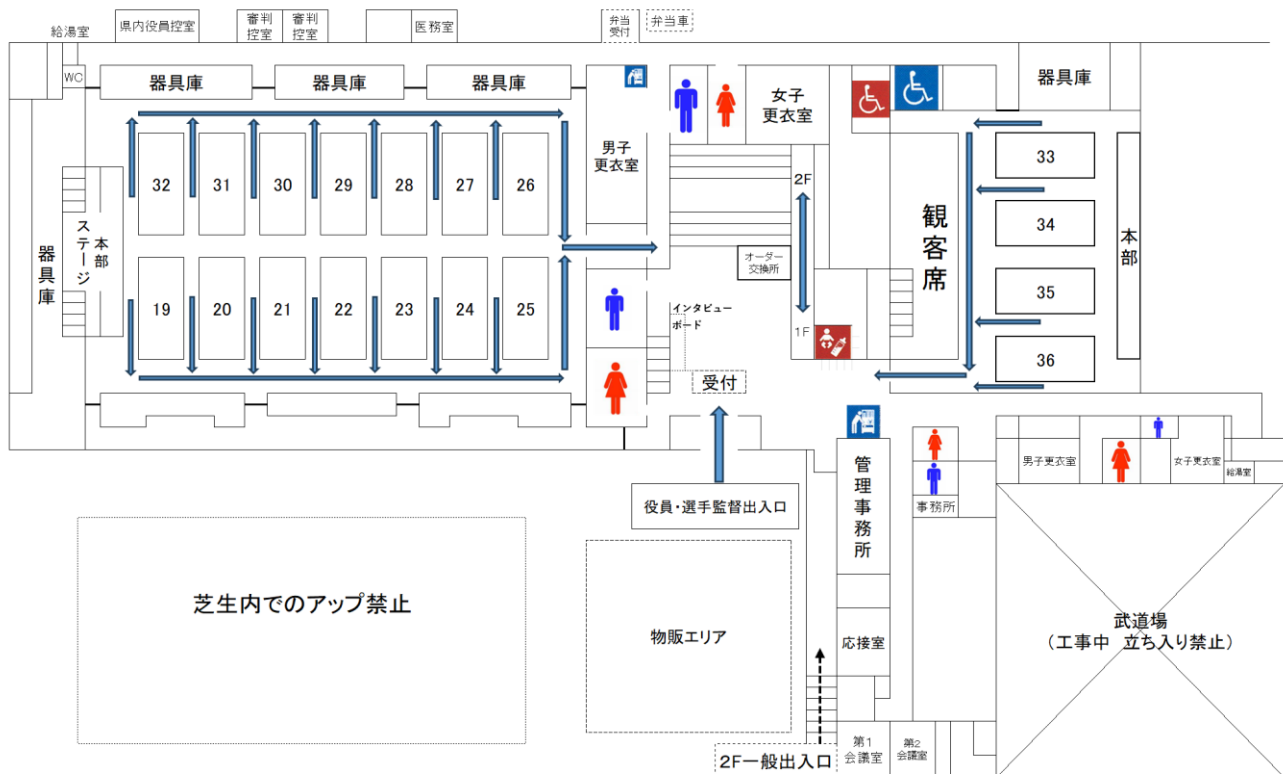 給湯室
県内役員控室
審判
控室
審判
控室
医務室
弁当
受付
弁当車
WC
器具庫
器具庫
器具庫
男子
更衣室
女子
更衣室
器具庫
32
31
30
29
28
27
26
2F
観客席
33
34
35
36
本部
器具庫
ステージ
本部
オーダー
交換所
19
20
21
22
23
24
25
インタビュー
ボード
1F
受付
役員・選手監督出入口
管理事務所
事務所
男子更衣室
女子更衣室
給湯室
芝生内でのアップ禁止
物販エリア
応接室
武道場
（工事中　立ち入り禁止）
2F一般出入口
第1
会議室
第2
会議室